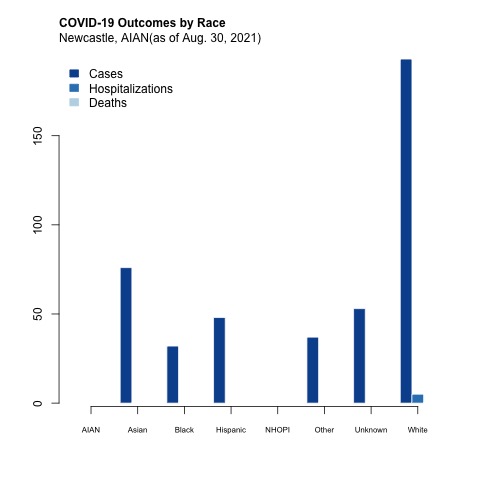 COVID-19 Outcomes by Race
Newcastle, AIAN(as of Aug. 30, 2021)
Cases
Hospitalizations
Deaths
150
100
50
0
AIAN Asian Black Hispanic NHOPI Other Unknown White